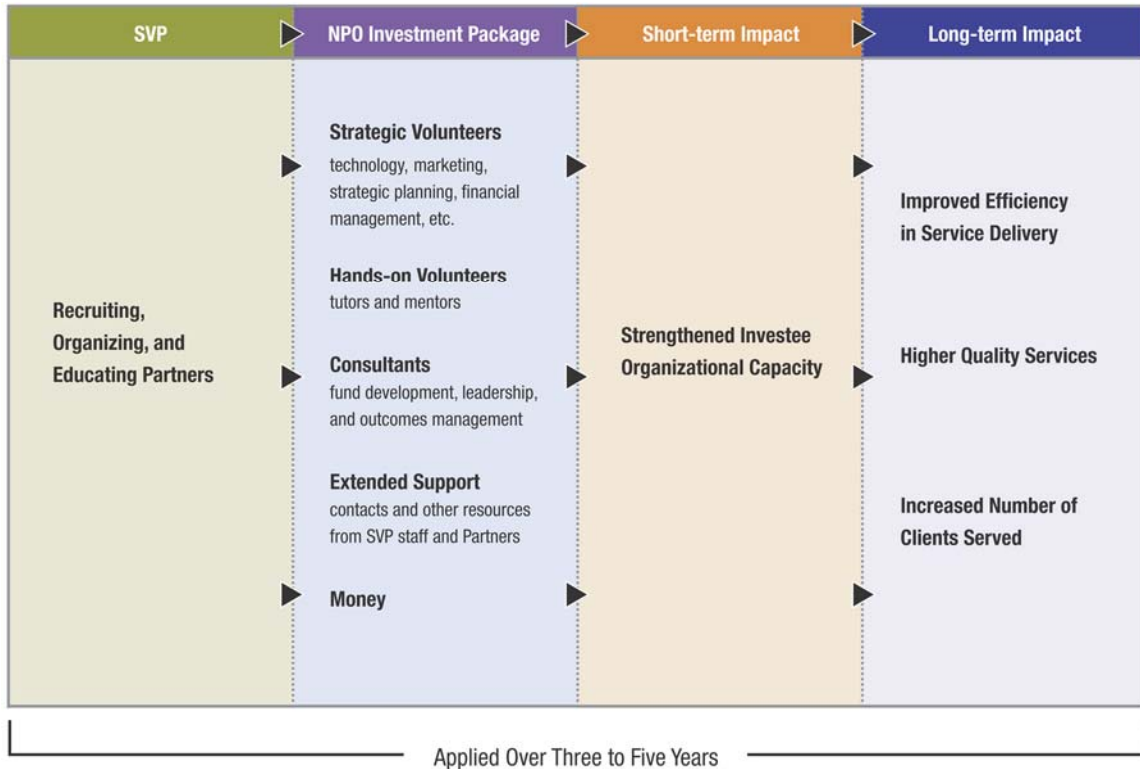 SVP
NPO Investment Package
Short-term Impact
Long-term Impact
Recruiting,
Organizing, and
Educating Partners
Strategic Volunteers
technology, marketing,
strategic planning, financial
management, etc.
Hands-on Volunteers
tutors and mentors
Consultants
fund development, leadership,
and outcomes management
Extended Support
contacts and other resources
from SVP staff and Partners
Money
Strengthened Investee
Organizational Capacity
Improved Efficiency
in Service Delivery
Higher Quality Services
Increased Number of
Clients Served
Applied Over Three to Five Years